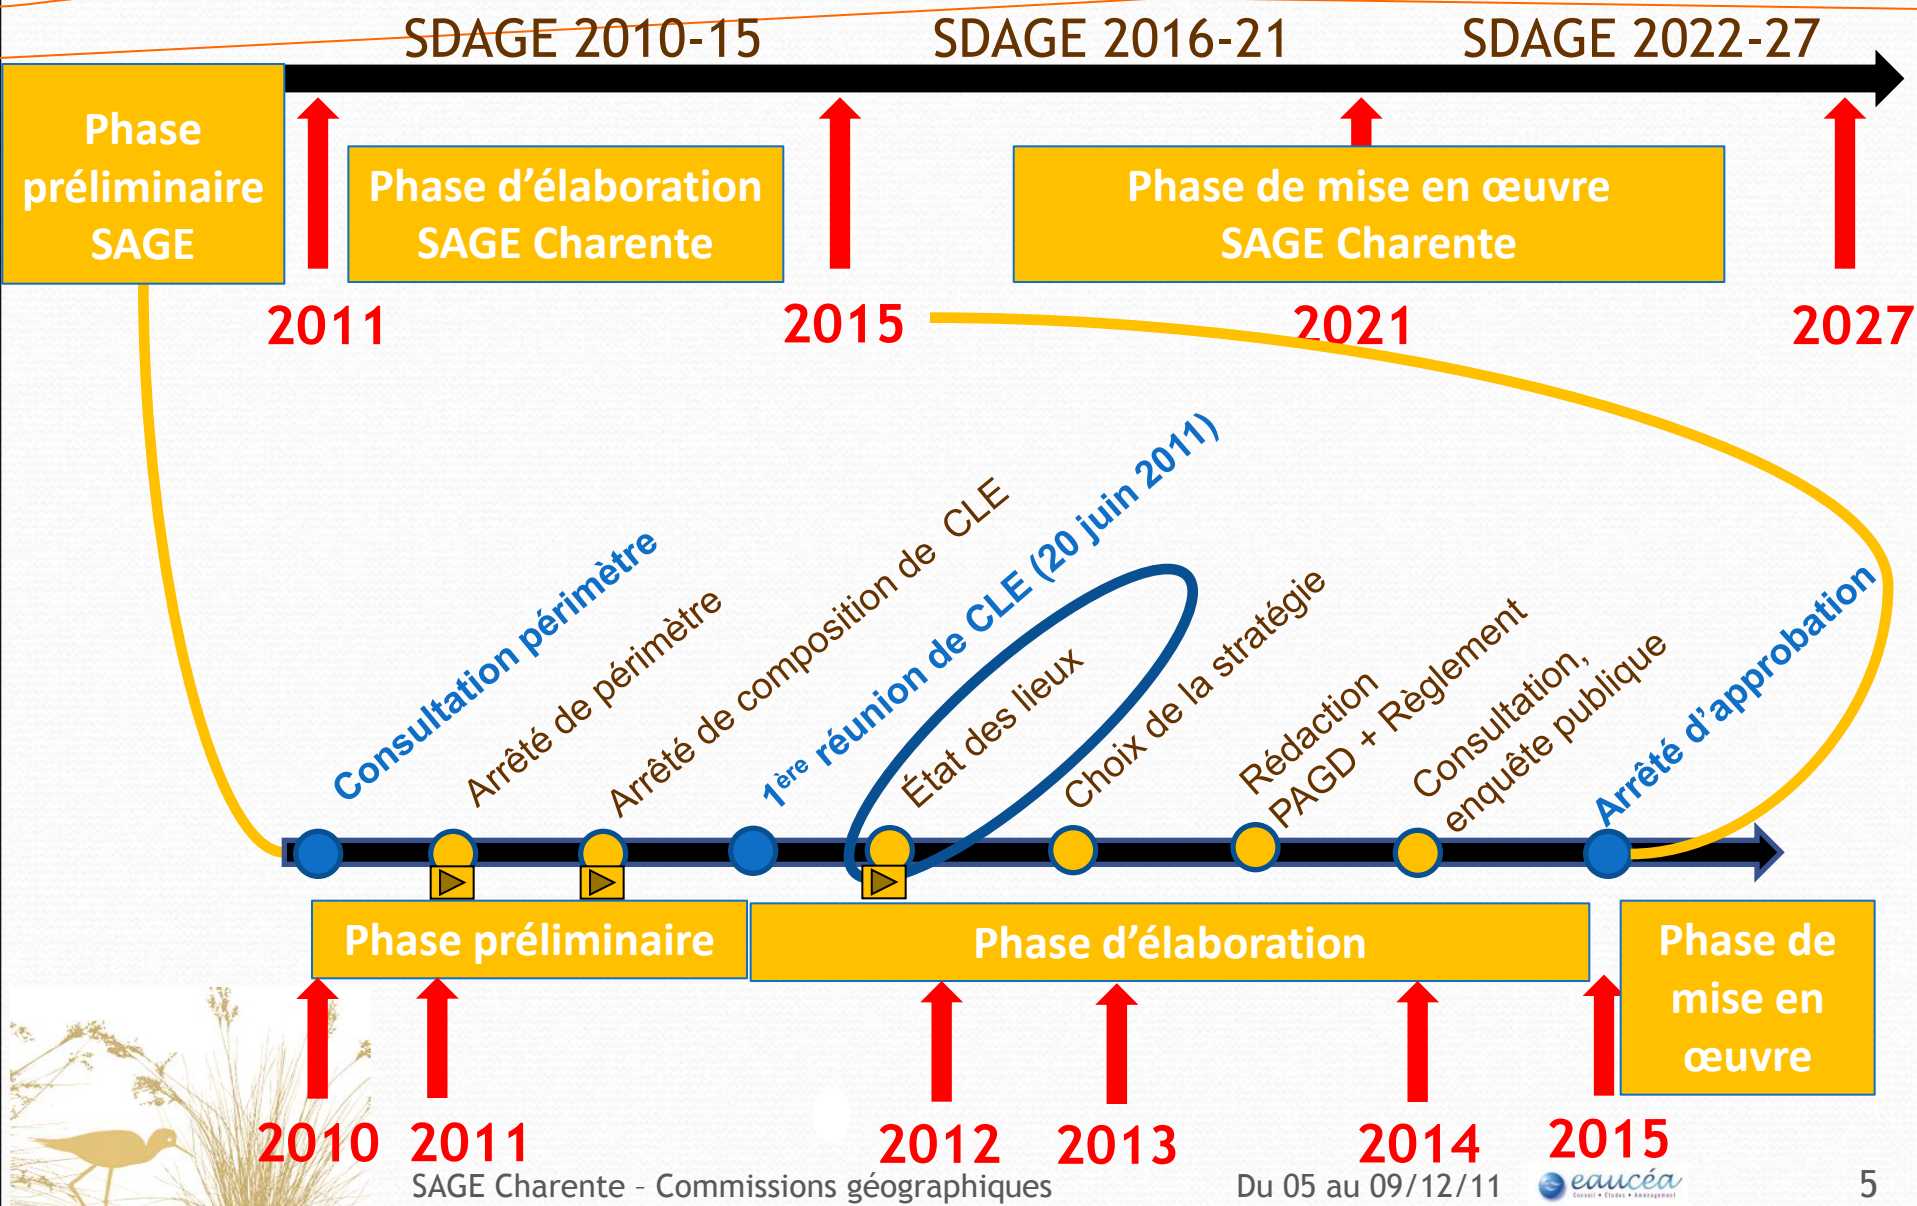 SDAGE 2010-15
SDAGE 2016-21
SDAGE 2022-27
Phase
préliminaire
SAGE
Phase d’élaboration
SAGE Charente
Phase de mise en œuvre
SAGE Charente
2011
2015
2021
2027
Consultation périmètre
Arrêté de périmètre
Arrêté de composition de CLE
1ère réunion de CLE (20 juin 2011)
État des lieux
Choix de la stratégie
Rédaction
PAGD + Règlement
Consultation,
enquête publique
Arrêté d’approbation
Phase préliminaire
Phase d’élaboration
Phase de
mise en
œuvre
2010
2011
2012
2013
2014
2015
SAGE Charente – Commissions géographiques
Du 05 au 09/12/11
eaucéa
Conseil • Études • Aménagement
5